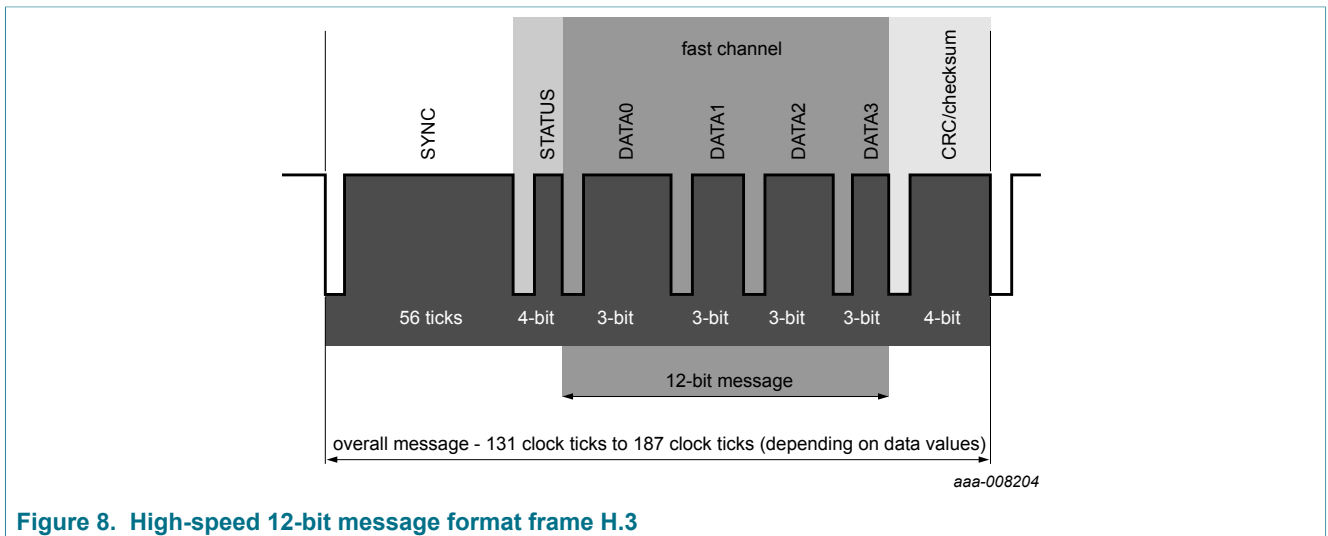 fast channel
SYNC
STATUS
DATA0
DATA1
DATA2
DATA3
CRC/checksum
56 ticks
4-bit
3-bit
3-bit
3-bit
3-bit
4-bit
12-bit message
overall message - 131 clock ticks to 187 clock ticks (depending on data values)
aaa-008204
Figure 8. High-speed 12-bit message format frame H.3